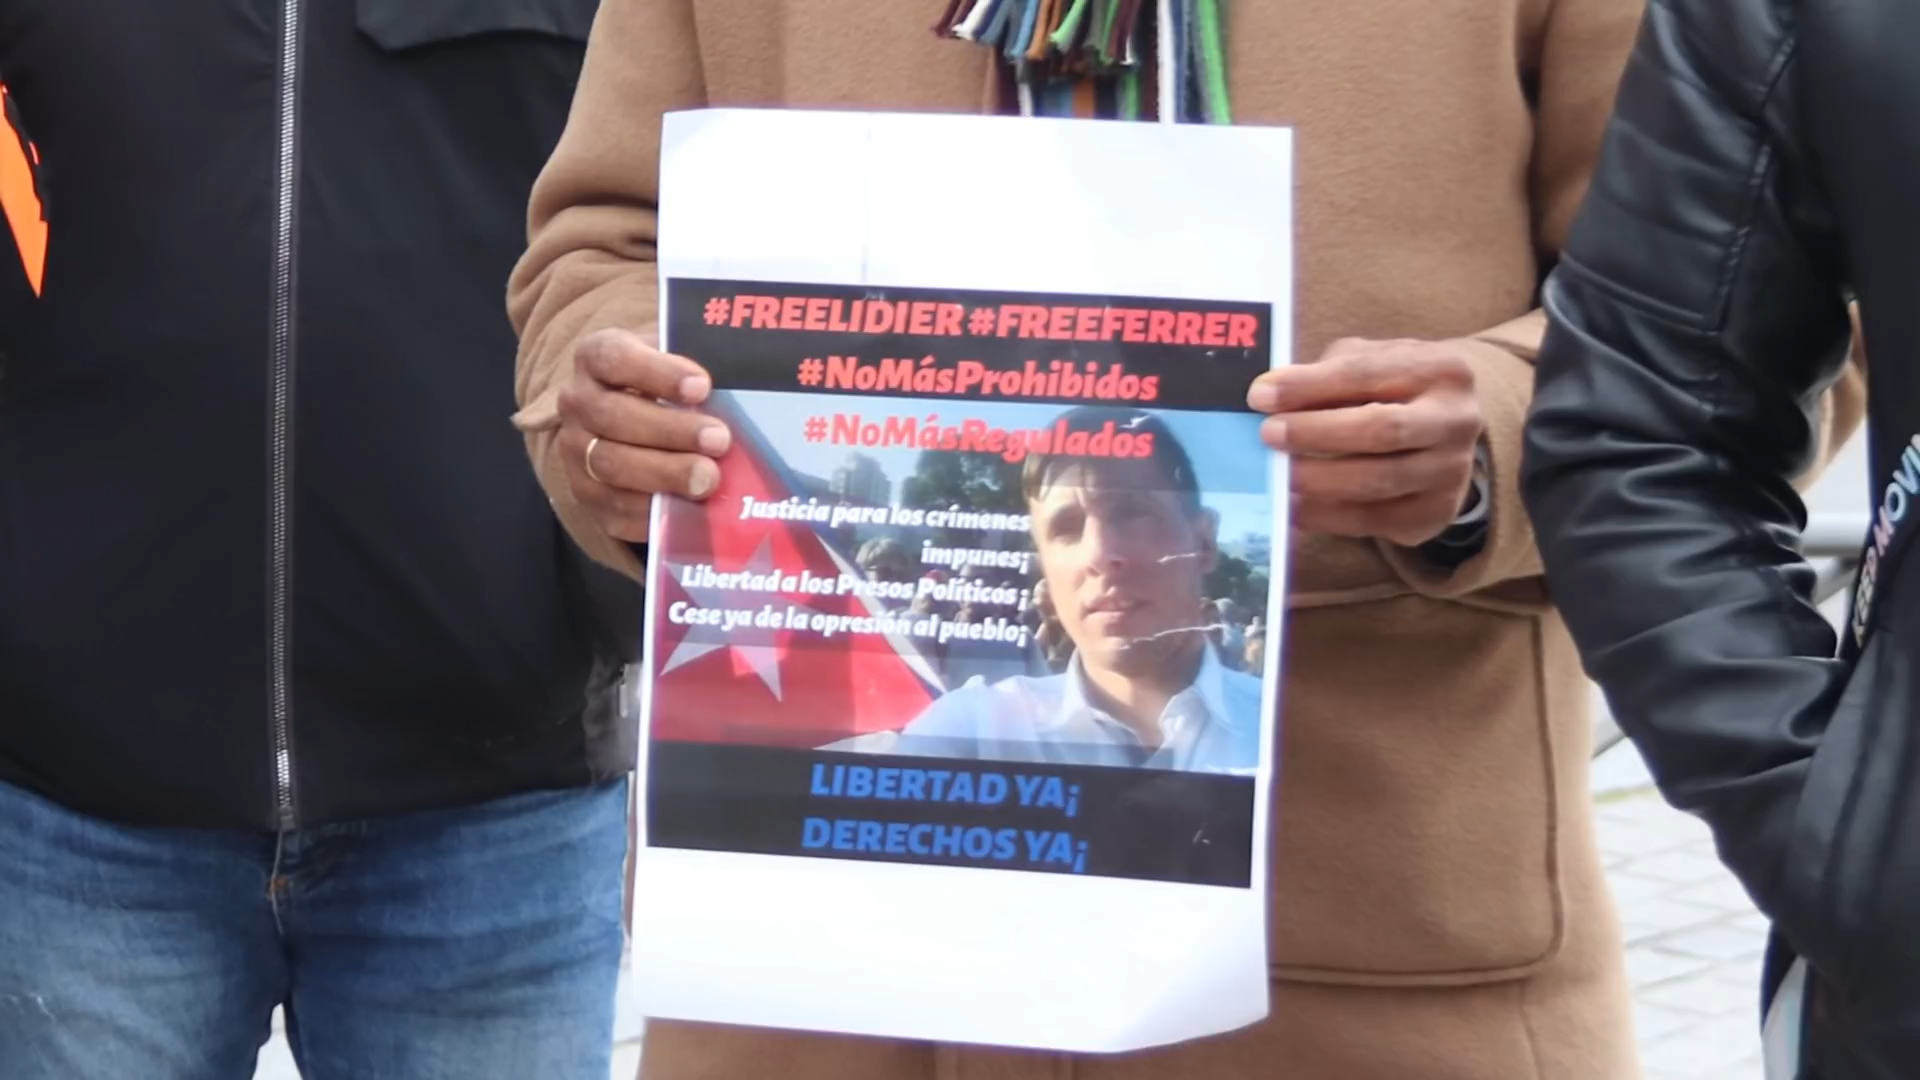 #FREELIDIER #FREEFERRER
#NoMásProhibidos
#NoMásRegulados
Justicia para los crímenes
impunes¡
Libertad a los Presos Políticos ¡
Cese ya de la opresión al pueblo¡
LIBERTAD YA¡
DERECHOS YA¡